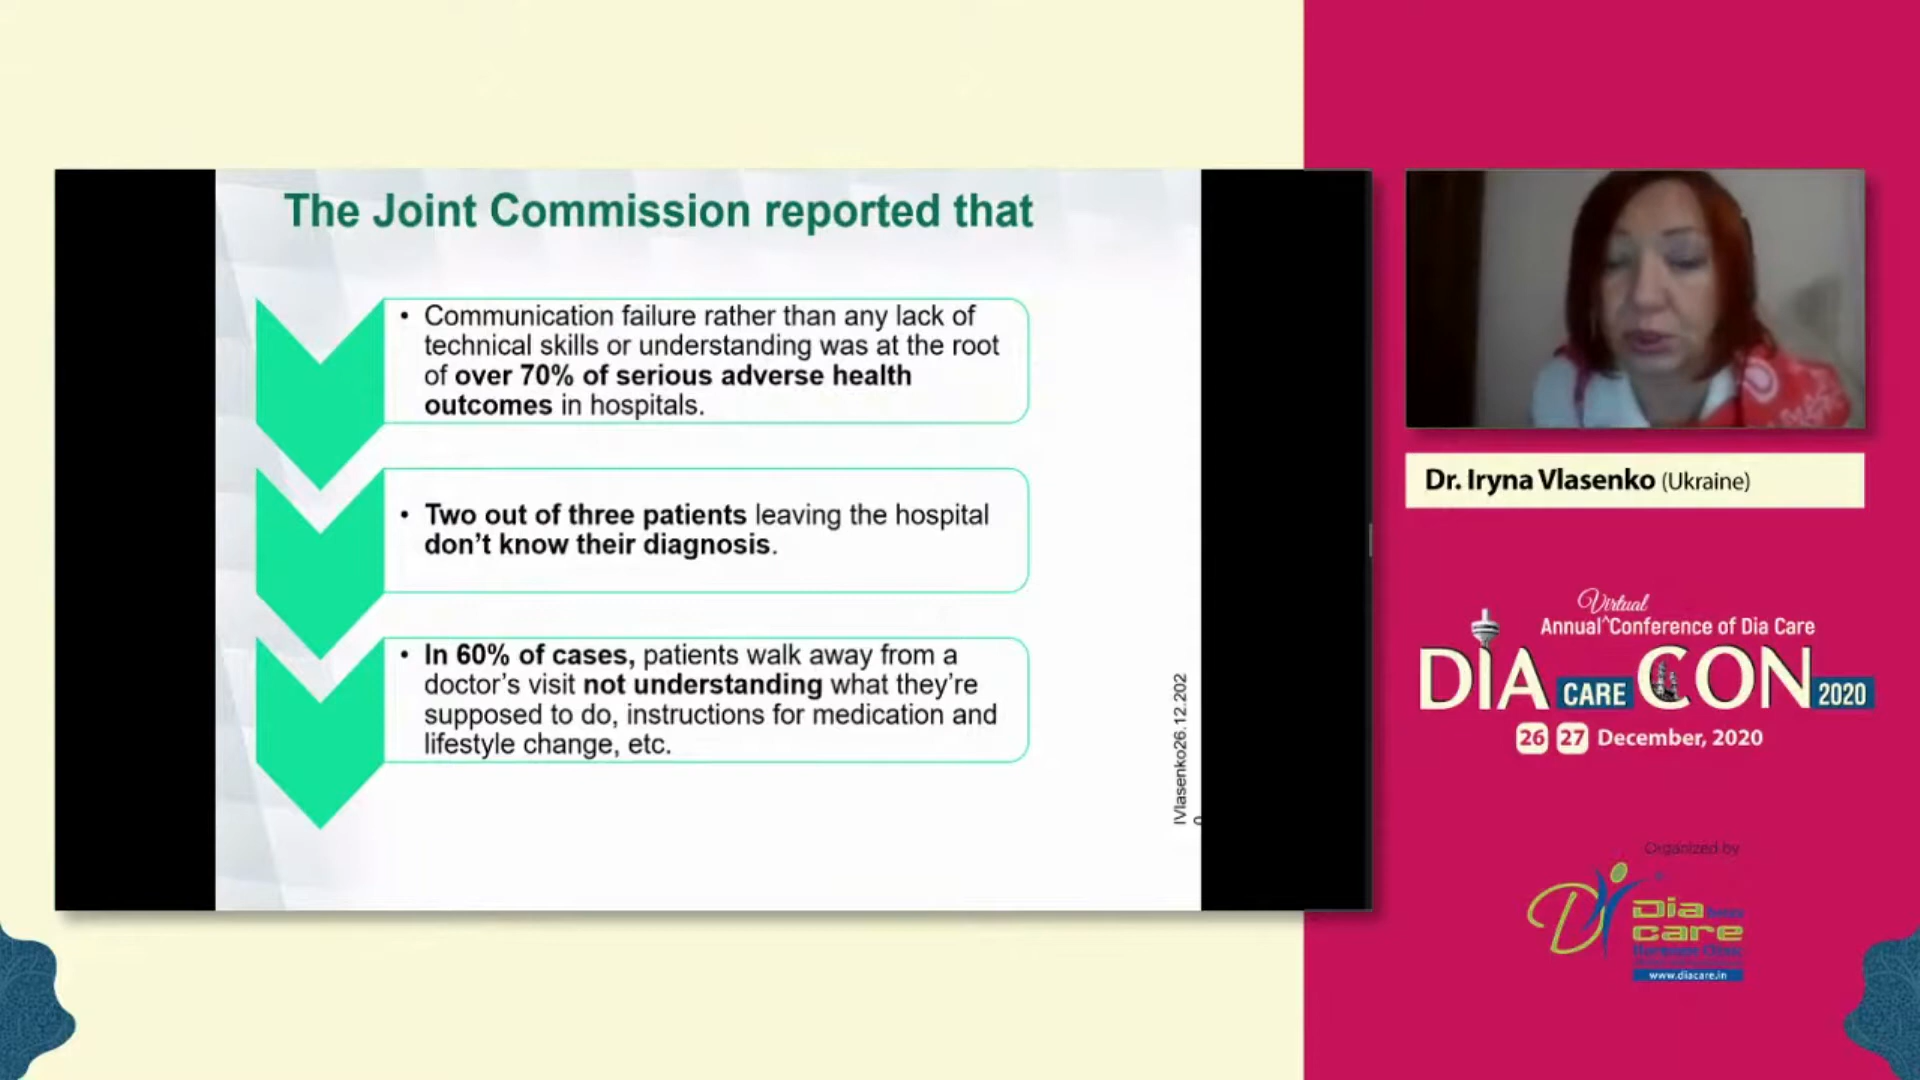 The Joint Commission reported that
• Communication failure rather than any lack of
technical skills or understanding was at the root
of over 70% of serious adverse health
outcomes in hospitals.
• Two out of three patients leaving the hospital
don’t know their diagnosis.
• In 60% of cases, patients walk away from a
doctor’s visit not understanding what they’re
supposed to do, instructions for medication and
lifestyle change, etc.
IVlasenko26.12.202
Dr. Iryna Vlasenko (Ukraine)
Virtual
Annual^Conference of Dia Care
DIA CARE CON 2020
26 27 December, 2020
Organized by
Dia
care
www.diacare.in